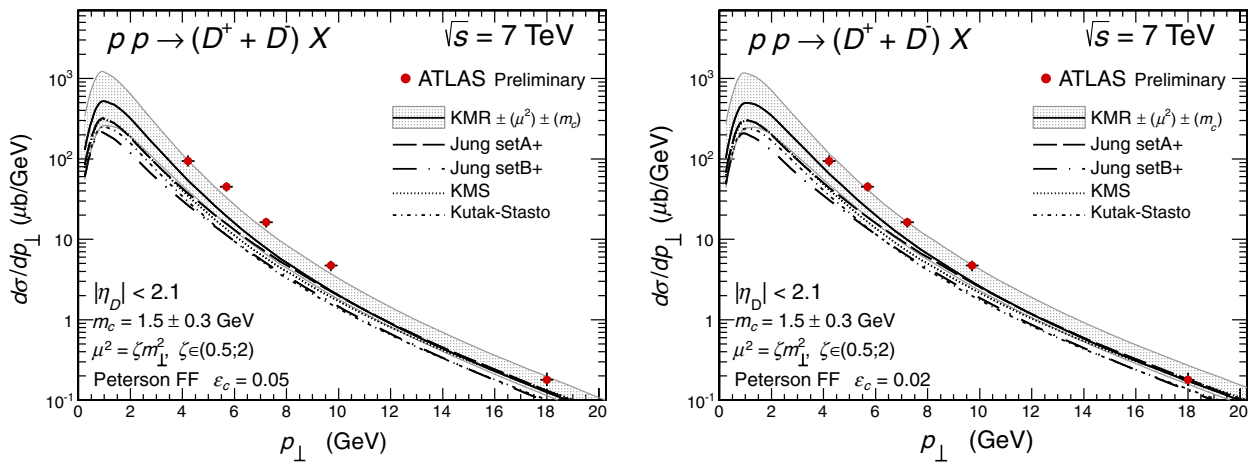 p p → (D⁺ + D⁻) X
√s = 7 TeV
ATLAS Preliminary
KMR ± (μ²) ± (m_c)
Jung setA+
Jung setB+
KMS
Kutak-Stasto
|η_D| < 2.1
m_c = 1.5 ± 0.3 GeV
μ² = ζm²_⊥, ζ∈(0.5;2)
Peterson FF ε_c = 0.05
dσ/dp_⊥ (μb/GeV)
10³
10²
10
1
10⁻¹
0 2 4 6 8 10 12 14 16 18 20
p_⊥ (GeV)
p p → (D⁺ + D⁻) X
√s = 7 TeV
ATLAS Preliminary
KMR ± (μ²) ± (m_c)
Jung setA+
Jung setB+
KMS
Kutak-Stasto
|η_D| < 2.1
m_c = 1.5 ± 0.3 GeV
μ² = ζm²_⊥, ζ∈(0.5;2)
Peterson FF ε_c = 0.02
dσ/dp_⊥ (μb/GeV)
10³
10²
10
1
10⁻¹
0 2 4 6 8 10 12 14 16 18 20
p_⊥ (GeV)